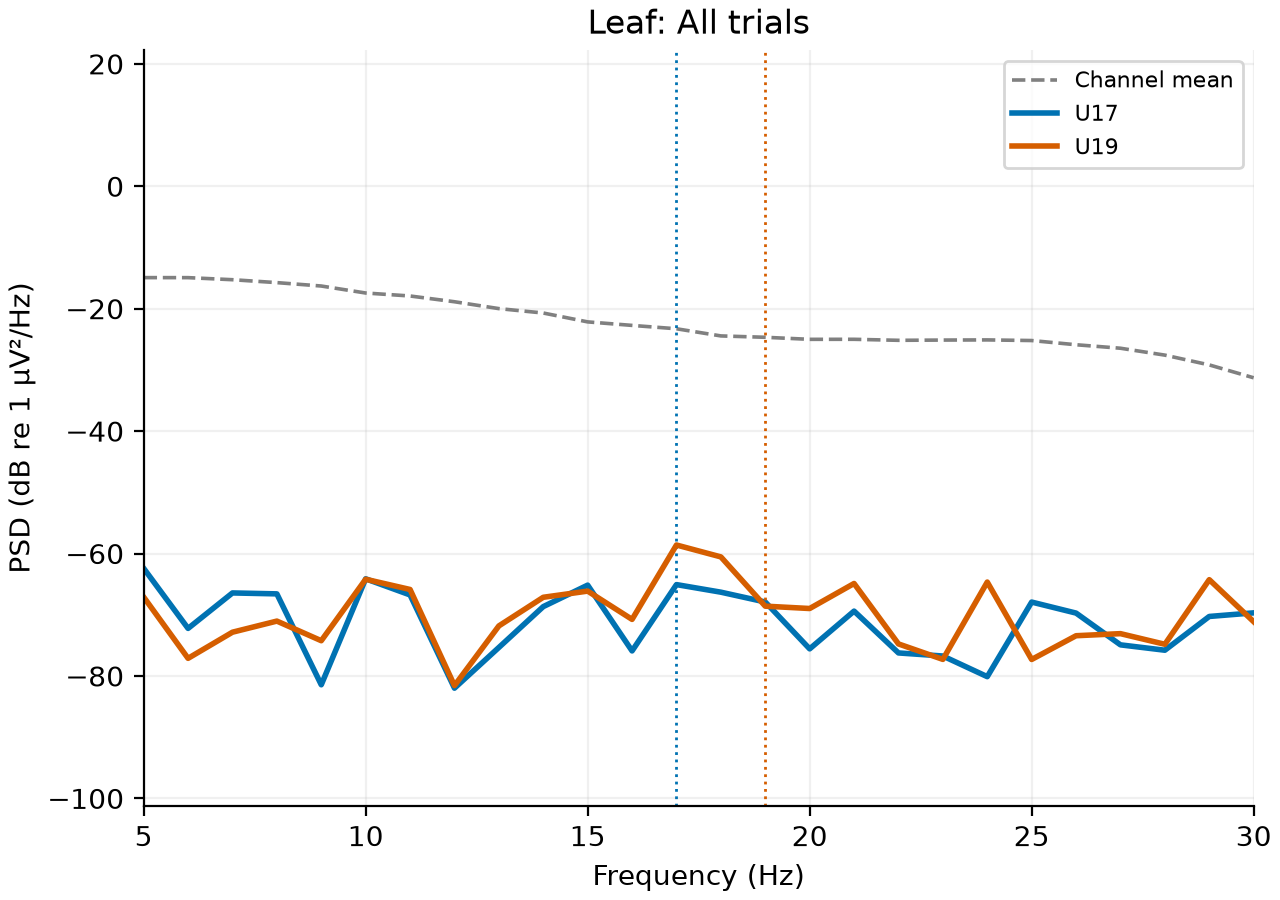 Leaf: All trials
20
0
−20
−40
−60
−80
−100
PSD (dB re 1 µV²/Hz)
Channel mean
U17
U19
5
10
15
20
25
30
Frequency (Hz)